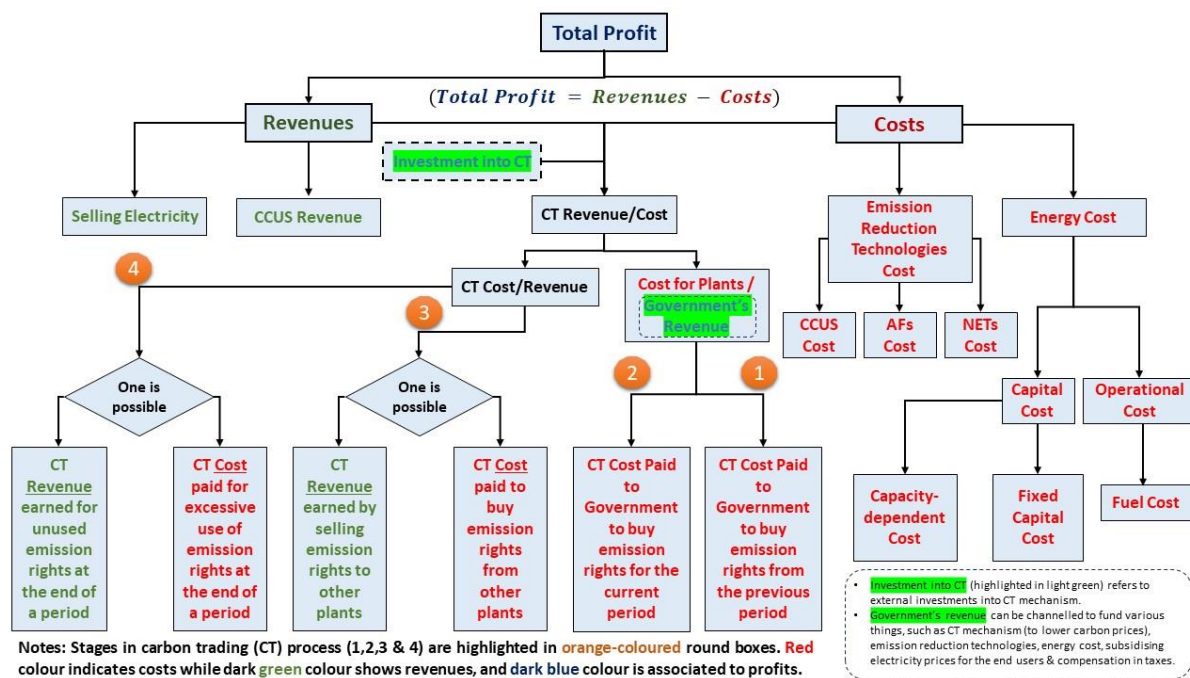 Total Profit
(Total Profit = Revenues − Costs)
Revenues
Costs
Investment into CT
Selling Electricity
CCUS Revenue
CT Revenue/Cost
Emission
Reduction
Technologies
Cost
Energy Cost
4
CT Cost/Revenue
Cost for Plants /
Government's
Revenue
3
CCUS
Cost
AFs
Cost
NETs
Cost
2
1
One is
possible
One is
possible
Capital
Cost
Operational
Cost
CT
Revenue
earned for
unused
emission
rights at
the end of
a period
CT Cost
paid for
excessive
use of
emission
rights at
the end of
a period
CT
Revenue
earned by
selling
emission
rights to
other
plants
CT Cost
paid to
buy
emission
rights
from
other
plants
CT Cost Paid
to
Government
to buy
emission
rights for the
current
period
CT Cost Paid
to
Government
to buy
emission
rights from
the previous
period
Capacity-
dependent
Cost
Fixed
Capital
Cost
Fuel Cost
▪ Investment into CT (highlighted in light green) refers to
external investments into CT mechanism.
▪ Government's revenue can be channelled to fund various
things, such as CT mechanism (to lower carbon prices),
emission reduction technologies, energy cost, subsidising
electricity prices for the end users & compensation in taxes.
Notes: Stages in carbon trading (CT) process (1,2,3 & 4) are highlighted in orange-coloured round boxes. Red
colour indicates costs while dark green colour shows revenues, and dark blue colour is associated to profits.